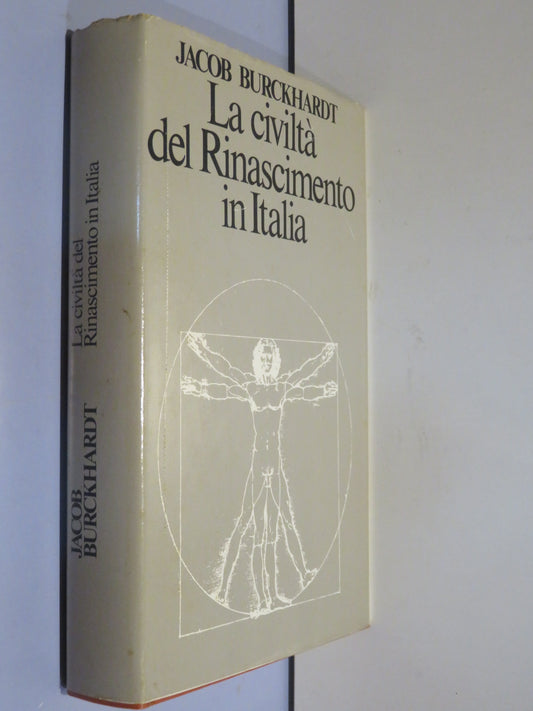 JACOB BURCKHARDT
La civiltà
del Rinascimento
in Italia
La civiltà del
Rinascimento in Italia
JACOB
BURCKHARDT